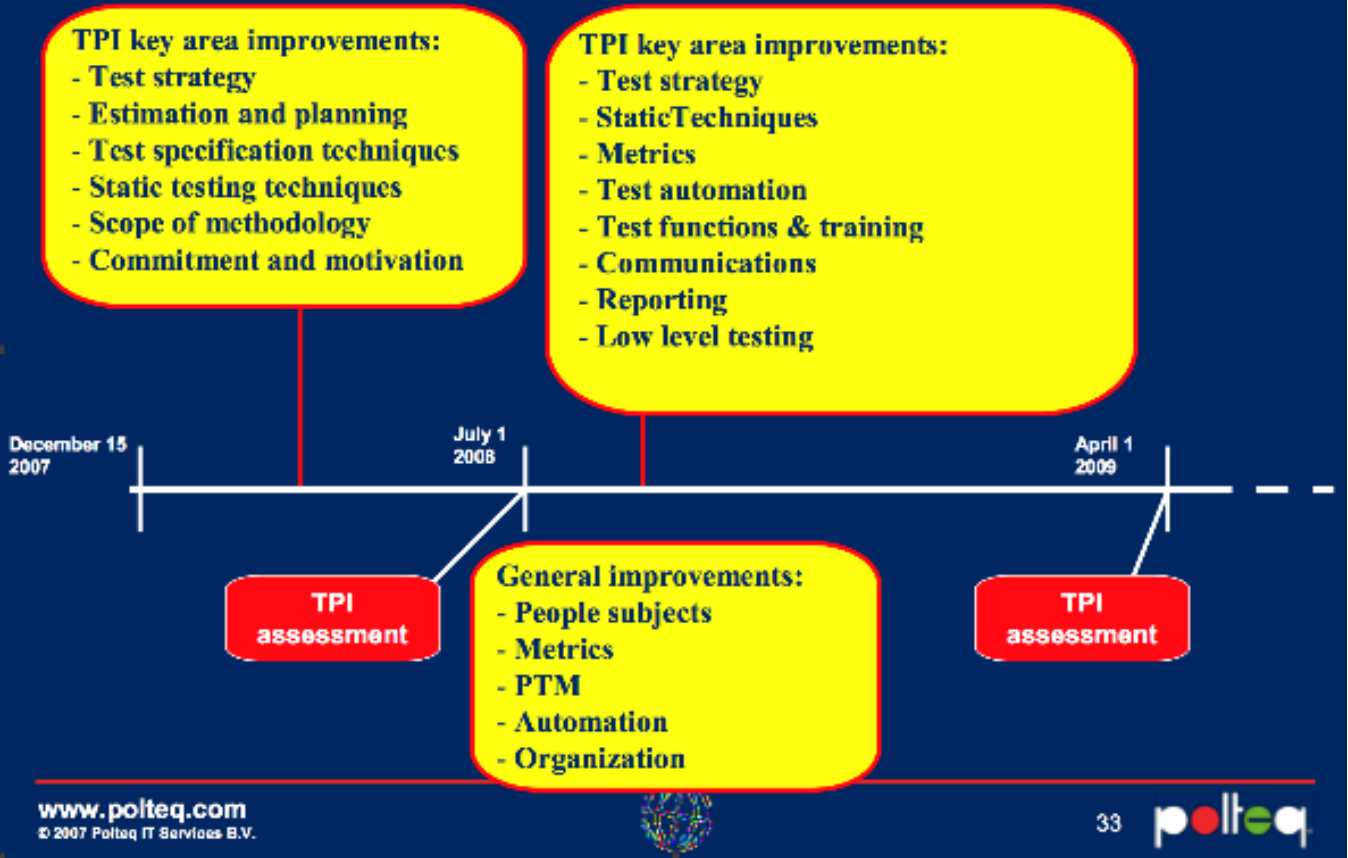 TPI key area improvements:
- Test strategy
- Estimation and planning
- Test specification techniques
- Static testing techniques
- Scope of methodology
- Commitment and motivation
TPI key area improvements:
- Test strategy
- StaticTechniques
- Metrics
- Test automation
- Test functions & training
- Communications
- Reporting
- Low level testing
December 15
2007
July 1
2008
April 1
2009
TPI
assessment
General improvements:
- People subjects
- Metrics
- PTM
- Automation
- Organization
TPI
assessment
www.polteq.com
© 2007 Polteq IT Services B.V.
33
polteq